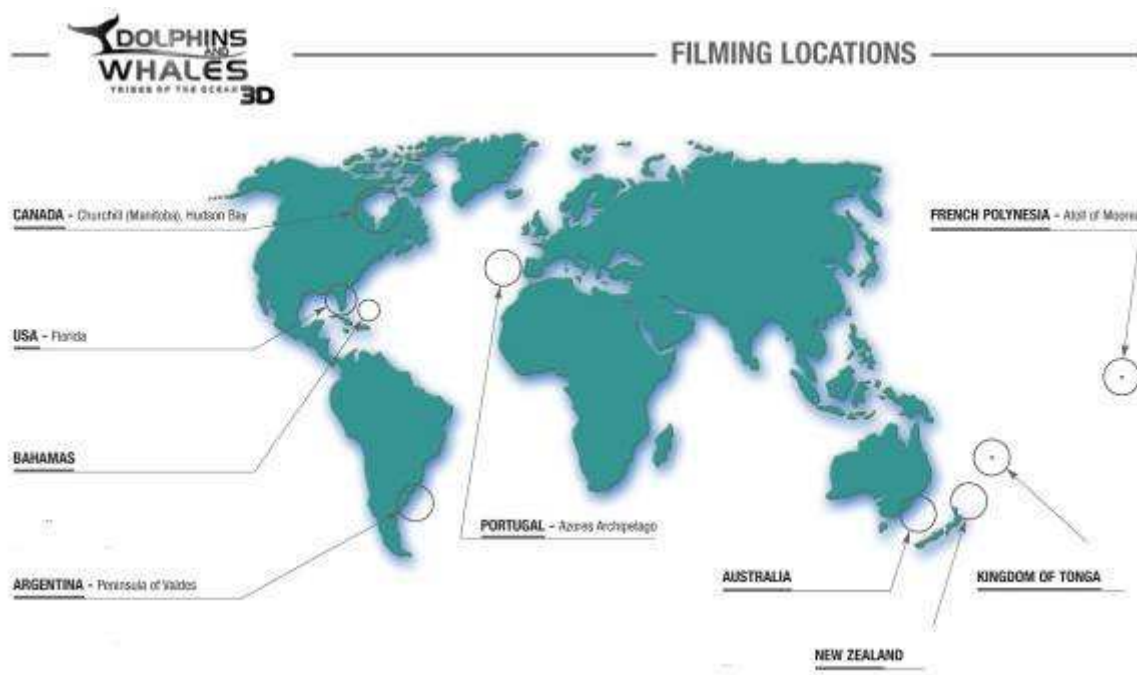 DOLPHINS
AND
WHALES
TRIBES OF THE OCEAN 3D
FILMING LOCATIONS
CANADA - Churchill (Manitoba), Hudson Bay
FRENCH POLYNESIA - Atoll of Moorea
USA - Florida
BAHAMAS
PORTUGAL - Azores Archipelago
ARGENTINA - Peninsula of Valdes
AUSTRALIA
KINGDOM OF TONGA
NEW ZEALAND